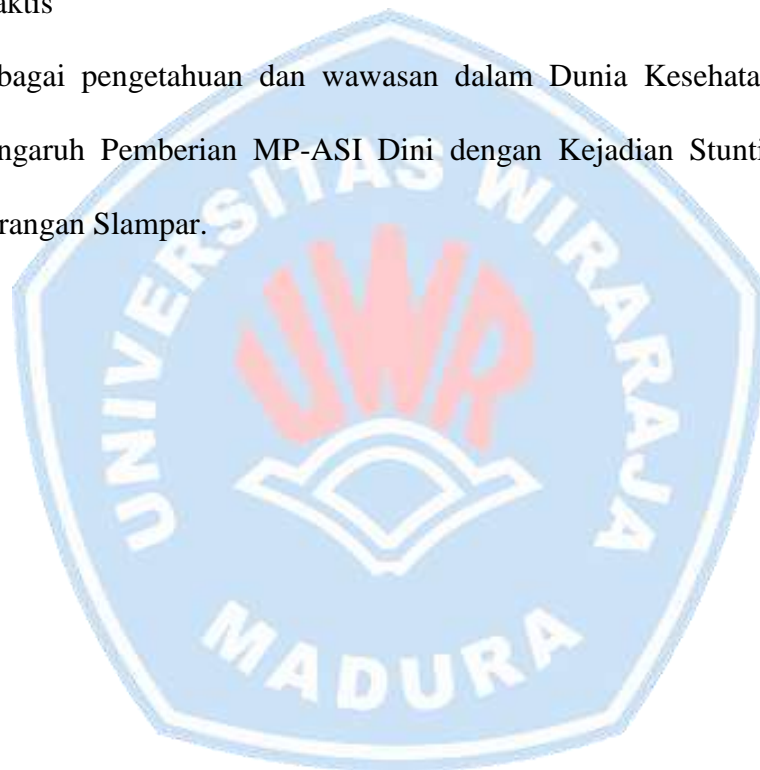 aktis
bagai pengetahuan dan wawasan dalam Dunia Kesehata
ngaruh Pemberian MP-ASI Dini dengan Kejadian Stunti
rangan Slampar.
UNIVERSITAS WIRARAJA
UWR
MADURA